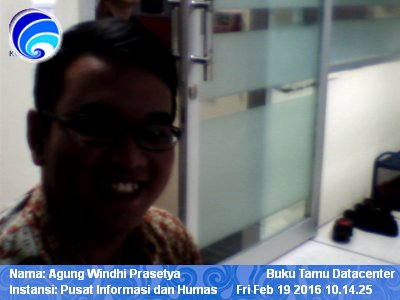 K
Nama: Agung Windhi Prasetya
Buku Tamu Datacenter
Instansi: Pusat Informasi dan Humas
Fri Feb 19 2016 10.14.25